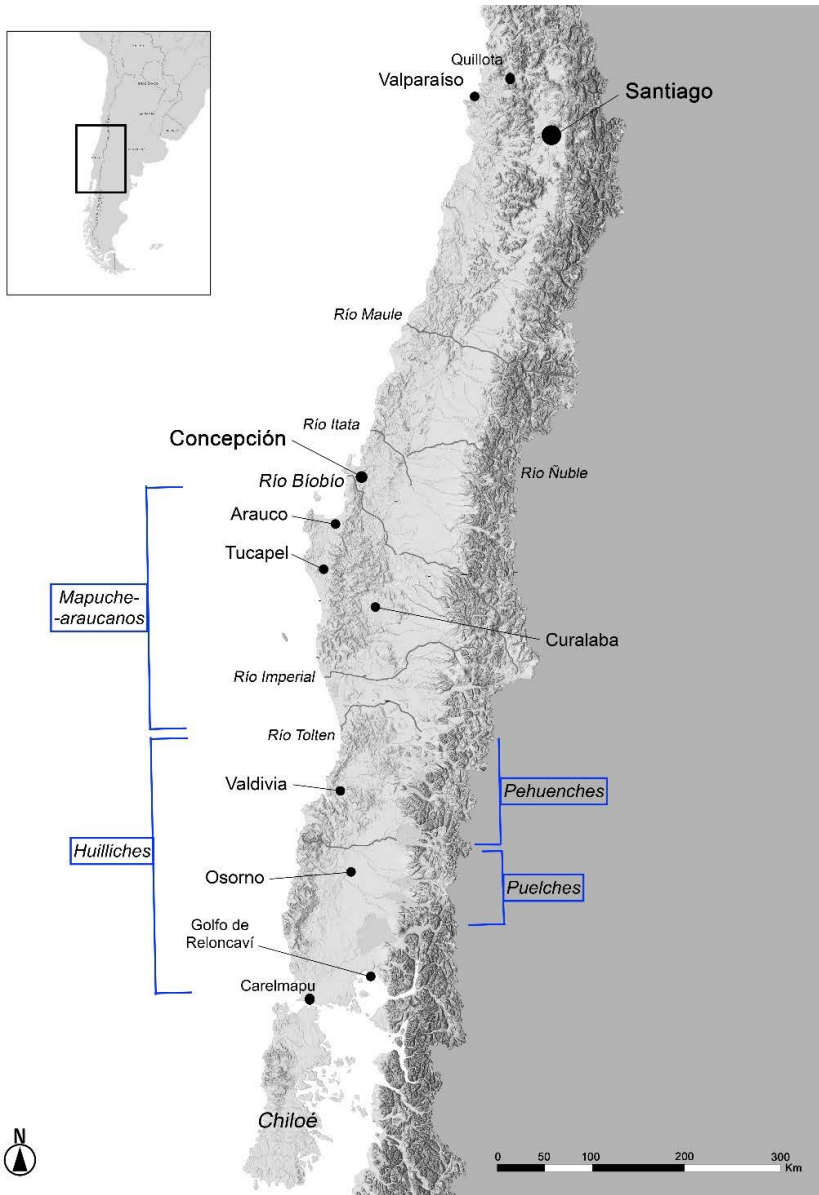 Quillota
Valparaíso
Santiago
Río Maule
Río Itata
Concepción
Río Bíobío
Río Ñuble
Arauco
Tucapel
Mapuche-
-araucanos
Curalaba
Río Imperial
Río Tolten
Valdivia
Pehuenches
Huilliches
Osorno
Puelches
Golfo de
Reloncaví
Carelmapu
Chiloé
N
0 50 100 200 300
Km